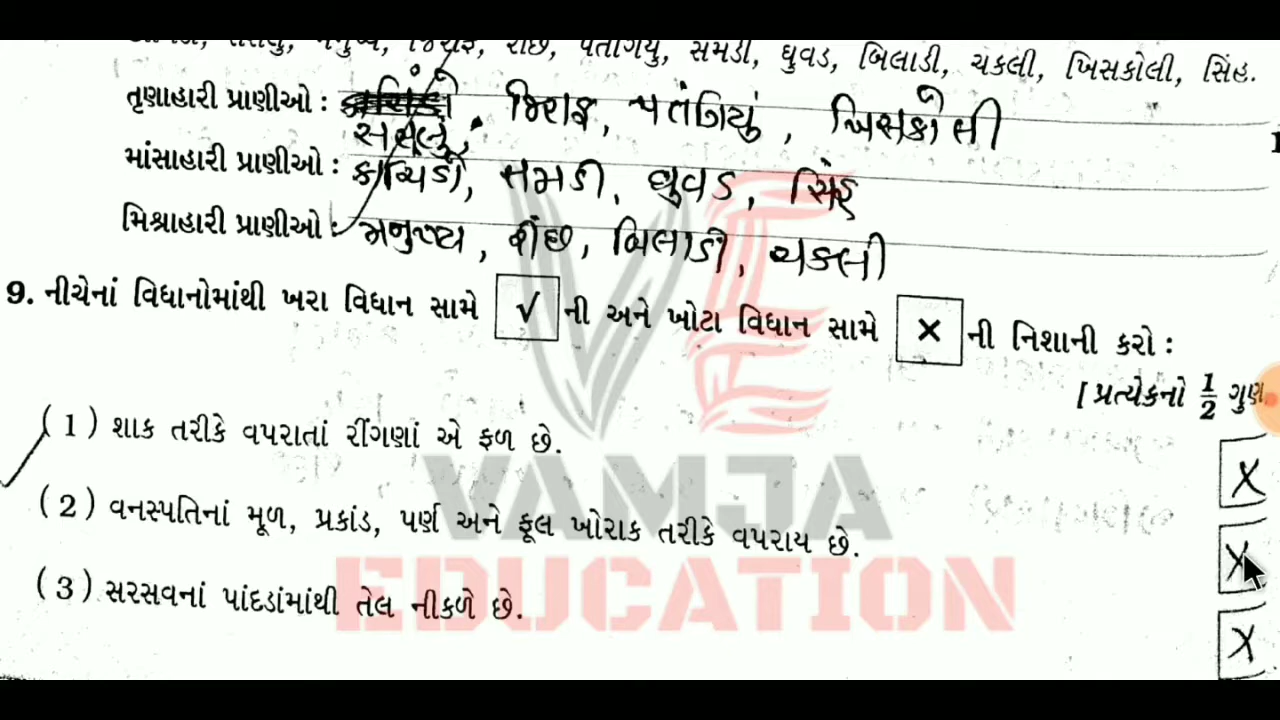 સસલું, મનુષ્ય, જિરાફ, રીંછ, પતંગિયું, સમડી, ઘુવડ, બિલાડી, ચકલી, ખિસકોલી, સિંહ.
તૃણાહારી પ્રાણીઓ : જિરાફ, પતંગિયું, ખિસકોલી
સસલું,
માંસાહારી પ્રાણીઓ : કાચિંડો, સમડી, ઘુવડ, સિંહ
મિશ્રાહારી પ્રાણીઓ : મનુષ્ય, રીંછ, બિલાડી, ચકલી
9. નીચેનાં વિધાનોમાંથી ખરા વિધાન સામે √ ની અને ખોટા વિધાન સામે × ની નિશાની કરો :
[ પ્રત્યેકનો 1/2 ગુણ
( 1 ) શાક તરીકે વપરાતાં રીંગણાં એ ફળ છે. X
( 2 ) વનસ્પતિનાં મૂળ, પ્રકાંડ, પર્ણ અને ફૂલ ખોરાક તરીકે વપરાય છે. X
( 3 ) સરસવનાં પાંદડાંમાંથી તેલ નીકળે છે. X
VAMJA
EDUCATION